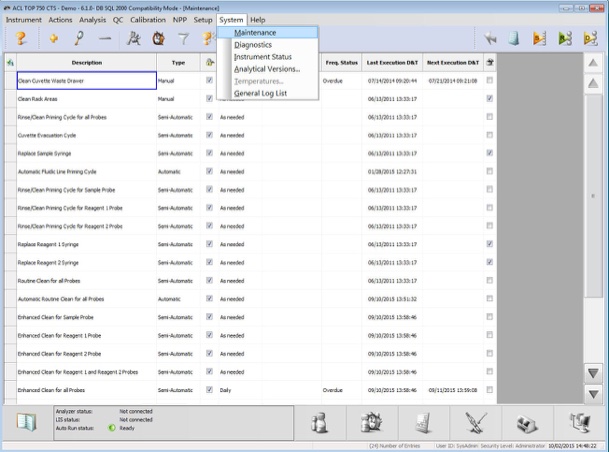 ACL TOP 750 CTS - Demo - 6.1.0- DB SQL 2000 Compatibility Mode - [Maintenance]
Instrument Actions Analysis QC Calibration NPP Setup System Help
Maintenance
Diagnostics
Instrument Status
Analytical Versions...
Temperatures...
General Log List
Description Type Freq. Status Last Execution D&T Next Execution D&T
Clean Cuvette Waste Drawer Manual Overdue 07/14/2014 09:20:44 07/21/2014 09:21:08
Clean Rack Areas Manual 06/13/2011 13:33:17
Rinse/Clean Priming Cycle for all Probes Semi-Automatic As needed 06/13/2011 13:33:17
Cuvette Evacuation Cycle Semi-Automatic As needed 06/13/2011 13:33:17
Replace Sample Syringe Semi-Automatic As needed 06/13/2011 13:33:17
Automatic Fluidic Line Priming Cycle Automatic As needed 01/28/2015 12:27:31
Rinse/Clean Priming Cycle for Sample Probe Semi-Automatic As needed 06/13/2011 13:33:17
Rinse/Clean Priming Cycle for Reagent 1 Probe Semi-Automatic As needed 06/13/2011 13:33:17
Rinse/Clean Priming Cycle for Reagent 2 Probe Semi-Automatic As needed 06/13/2011 13:33:17
Replace Reagent 1 Syringe Semi-Automatic As needed 06/13/2011 13:33:17
Replace Reagent 2 Syringe Semi-Automatic As needed 06/13/2011 13:33:17
Routine Clean for all Probes Semi-Automatic As needed 06/13/2011 13:33:17
Automatic Routine Clean for all Probes Automatic As needed 09/10/2015 13:51:32
Enhanced Clean for Sample Probe Semi-Automatic As needed 09/10/2015 13:58:46
Enhanced Clean for Reagent 1 Probe Semi-Automatic As needed 09/10/2015 13:58:46
Enhanced Clean for Reagent 2 Probe Semi-Automatic As needed 09/10/2015 13:58:46
Enhanced Clean for Reagent 1 and Reagent 2 Probes Semi-Automatic As needed 09/10/2015 13:58:46
Enhanced Clean for all Probes Semi-Automatic Daily Overdue 09/10/2015 13:58:46 09/11/2015 13:59:08
Analyzer status: Not connected
LIS status: Not connected
Auto Run status: Ready
[24] Number of Entries User ID: SysAdmin Security Level: Administrator 10/02/2015 14:48:22